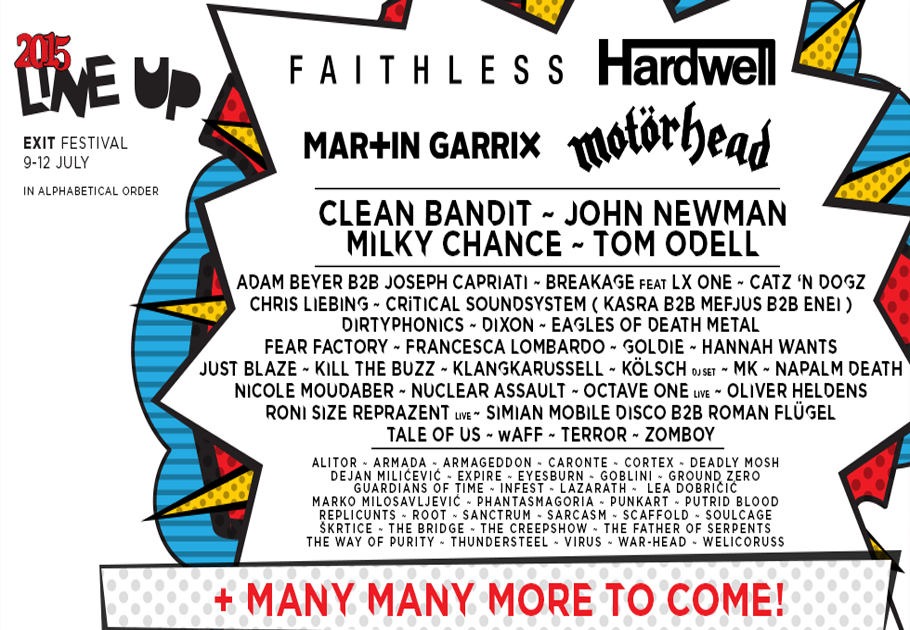 2015
LINE UP
EXIT FESTIVAL
9-12 JULY
IN ALPHABETICAL ORDER
FAITHLESS Hardwell
MARTIN GARRIX motörhead
CLEAN BANDIT ~ JOHN NEWMAN
MILKY CHANCE ~ TOM ODELL
ADAM BEYER B2B JOSEPH CAPRIATI ~ BREAKAGE FEAT LX ONE ~ CATZ 'N DOGZ
CHRIS LIEBING ~ CRITICAL SOUNDSYSTEM ( KASRA B2B MEFJUS B2B ENEI )
DIRTYPHONICS ~ DIXON ~ EAGLES OF DEATH METAL
FEAR FACTORY ~ FRANCESCA LOMBARDO ~ GOLDIE ~ HANNAH WANTS
JUST BLAZE ~ KILL THE BUZZ ~ KLANGKARUSSELL ~ KÖLSCH DJ SET ~ MK ~ NAPALM DEATH
NICOLE MOUDABER ~ NUCLEAR ASSAULT ~ OCTAVE ONE LIVE ~ OLIVER HELDENS
RONI SIZE REPRAZENT LIVE ~ SIMIAN MOBILE DISCO B2B ROMAN FLÜGEL
TALE OF US ~ wAFF ~ TERROR ~ ZOMBOY
ALITOR ~ ARMADA ~ ARMAGEDDON ~ CARONTE ~ CORTEX ~ DEADLY MOSH
DEJAN MILIĆEVIĆ ~ EXPIRE ~ EYESBURN ~ GOBLINI ~ GROUND ZERO
GUARDIANS OF TIME ~ INFEST ~ LAZARATH ~ LEA DOBRIČIĆ
MARKO MILOSAVLJEVIĆ ~ PHANTASMAGORIA ~ PUNKART ~ PUTRID BLOOD
REPLICUNTS ~ ROOT ~ SANCTRUM ~ SARCASM ~ SCAFFOLD ~ SOULCAGE
ŠKRTICE ~ THE BRIDGE ~ THE CREEPSHOW ~ THE FATHER OF SERPENTS
THE WAY OF PURITY ~ THUNDERSTEEL ~ VIRUS ~ WAR-HEAD ~ WELICORUSS
+ MANY MANY MORE TO COME!